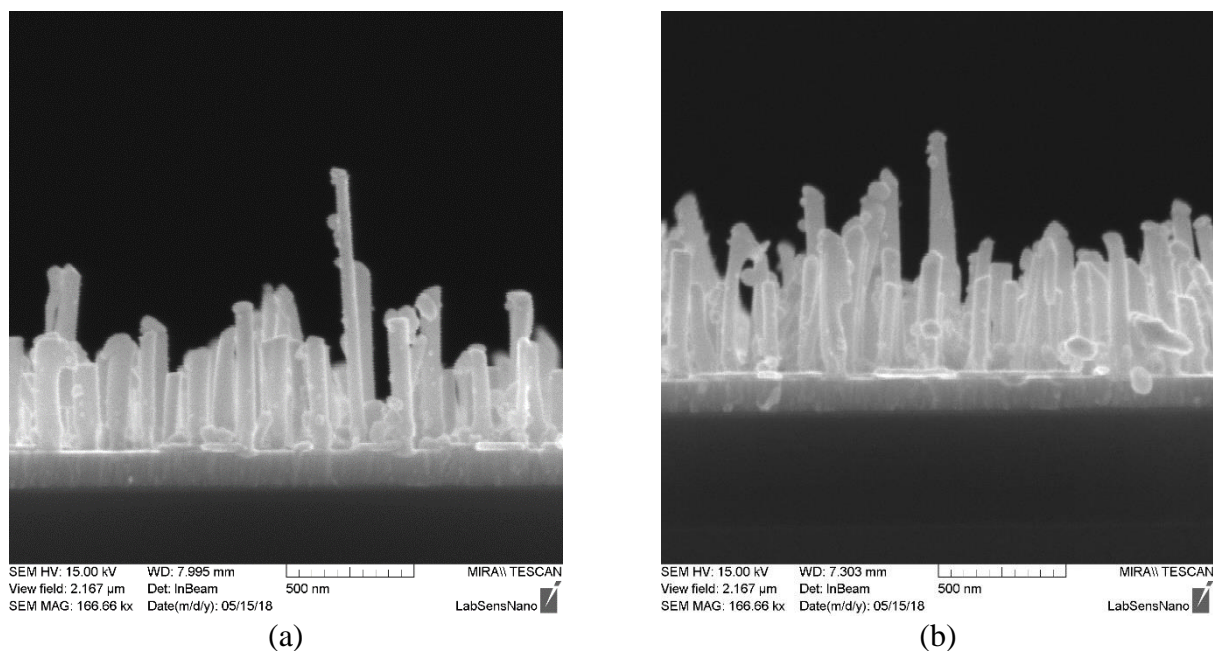 SEM HV: 15.00 kV WD: 7.995 mm MIRA\\ TESCAN
View field: 2.167 µm Det: InBeam 500 nm
SEM MAG: 166.66 kx Date(m/d/y): 05/15/18 LabSensNano
(a)
SEM HV: 15.00 kV WD: 7.303 mm MIRA\\ TESCAN
View field: 2.167 µm Det: InBeam 500 nm
SEM MAG: 166.66 kx Date(m/d/y): 05/15/18 LabSensNano
(b)